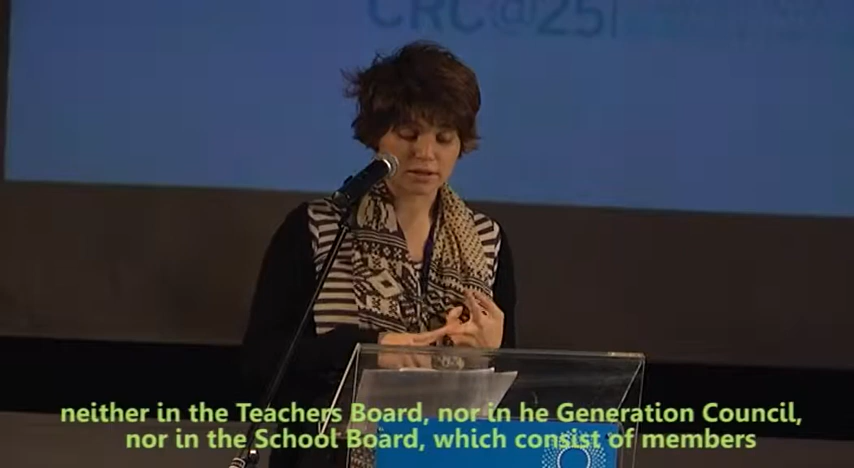 CRC@25
neither in the Teachers Board, nor in he Generation Council,
nor in the School Board, which consist of members